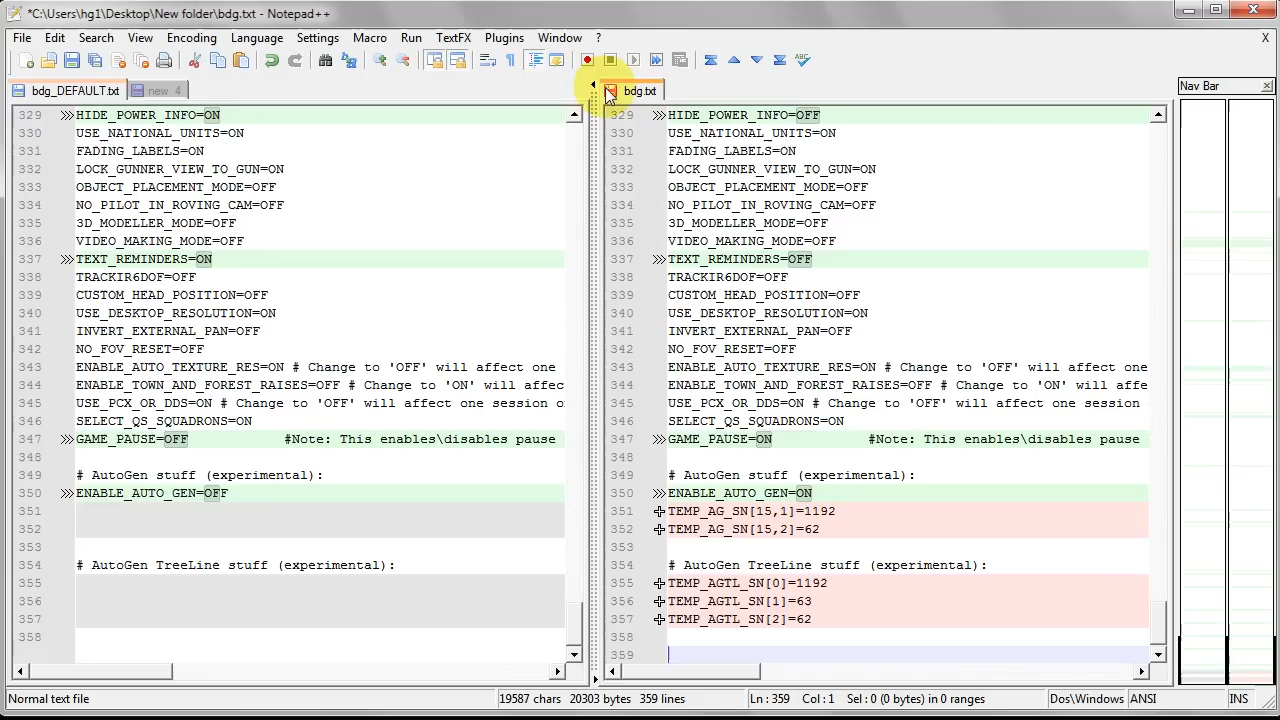 *C:\Users\hg1\Desktop\New folder\bdg.txt - Notepad++
File Edit Search View Encoding Language Settings Macro Run TextFX Plugins Window ? X
bdg_DEFAULT.txt new 4
329 HIDE_POWER_INFO=ON
330 USE_NATIONAL_UNITS=ON
331 FADING_LABELS=ON
332 LOCK_GUNNER_VIEW_TO_GUN=ON
333 OBJECT_PLACEMENT_MODE=OFF
334 NO_PILOT_IN_ROVING_CAM=OFF
335 3D_MODELLER_MODE=OFF
336 VIDEO_MAKING_MODE=OFF
337 TEXT_REMINDERS=ON
338 TRACKIR6DOF=OFF
339 CUSTOM_HEAD_POSITION=OFF
340 USE_DESKTOP_RESOLUTION=ON
341 INVERT_EXTERNAL_PAN=OFF
342 NO_FOV_RESET=OFF
343 ENABLE_AUTO_TEXTURE_RES=ON # Change to 'OFF' will affect one
344 ENABLE_TOWN_AND_FOREST_RAISES=OFF # Change to 'ON' will affec
345 USE_PCX_OR_DDS=ON # Change to 'OFF' will affect one session o
346 SELECT_QS_SQUADRONS=ON
347 GAME_PAUSE=OFF #Note: This enables\disables pause
348
349 # AutoGen stuff (experimental):
350 ENABLE_AUTO_GEN=OFF
351
352
353
354 # AutoGen TreeLine stuff (experimental):
355
356
357
358
bdg.txt
329 HIDE_POWER_INFO=OFF
330 USE_NATIONAL_UNITS=ON
331 FADING_LABELS=ON
332 LOCK_GUNNER_VIEW_TO_GUN=ON
333 OBJECT_PLACEMENT_MODE=OFF
334 NO_PILOT_IN_ROVING_CAM=OFF
335 3D_MODELLER_MODE=OFF
336 VIDEO_MAKING_MODE=OFF
337 TEXT_REMINDERS=OFF
338 TRACKIR6DOF=OFF
339 CUSTOM_HEAD_POSITION=OFF
340 USE_DESKTOP_RESOLUTION=ON
341 INVERT_EXTERNAL_PAN=OFF
342 NO_FOV_RESET=OFF
343 ENABLE_AUTO_TEXTURE_RES=ON # Change to 'OFF' will affect one
344 ENABLE_TOWN_AND_FOREST_RAISES=OFF # Change to 'ON' will affe
345 USE_PCX_OR_DDS=ON # Change to 'OFF' will affect one session
346 SELECT_QS_SQUADRONS=ON
347 GAME_PAUSE=ON #Note: This enables\disables pause
348
349 # AutoGen stuff (experimental):
350 ENABLE_AUTO_GEN=ON
351 TEMP_AG_SN[15,1]=1192
352 TEMP_AG_SN[15,2]=62
353
354 # AutoGen TreeLine stuff (experimental):
355 TEMP_AGTL_SN[0]=1192
356 TEMP_AGTL_SN[1]=63
357 TEMP_AGTL_SN[2]=62
358
359
Nav Bar
Normal text file 19587 chars 20303 bytes 359 lines Ln : 359 Col : 1 Sel : 0 (0 bytes) in 0 ranges Dos\Windows ANSI INS